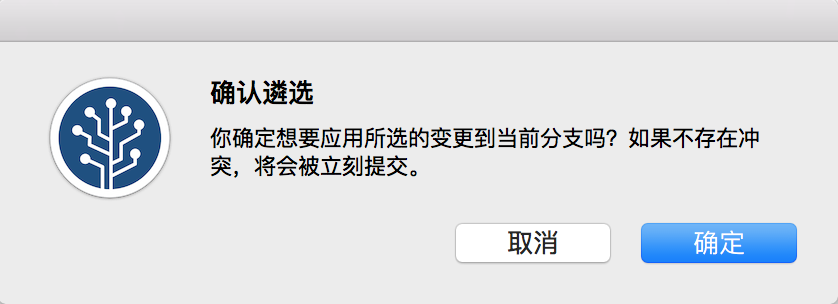 确认遴选
你确定想要应用所选的变更到当前分支吗？如果不存在冲
突，将会被立刻提交。
取消
确定